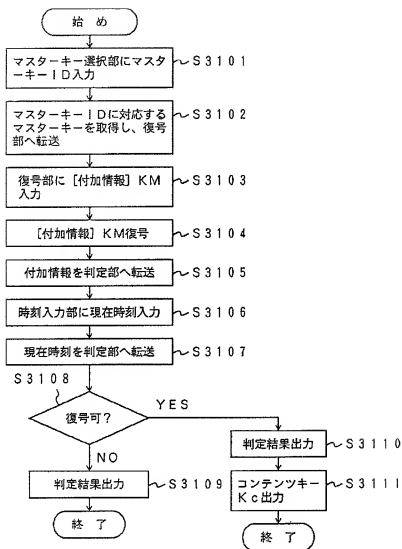 始め
マスターキー選択部にマスタ
ーキーID入力
S3101
マスターキーIDに対応する
マスターキーを取得し、復号
部へ転送
S3102
復号部に[付加情報]KM
入力
S3103
[付加情報]KM復号
S3104
付加情報を判定部へ転送
S3105
時刻入力部に現在時刻入力
S3106
現在時刻を判定部へ転送
S3107
S3108
復号可?
YES
NO
判定結果出力
S3110
判定結果出力
S3109
コンテンツキー
Kc出力
S3111
終了
終了